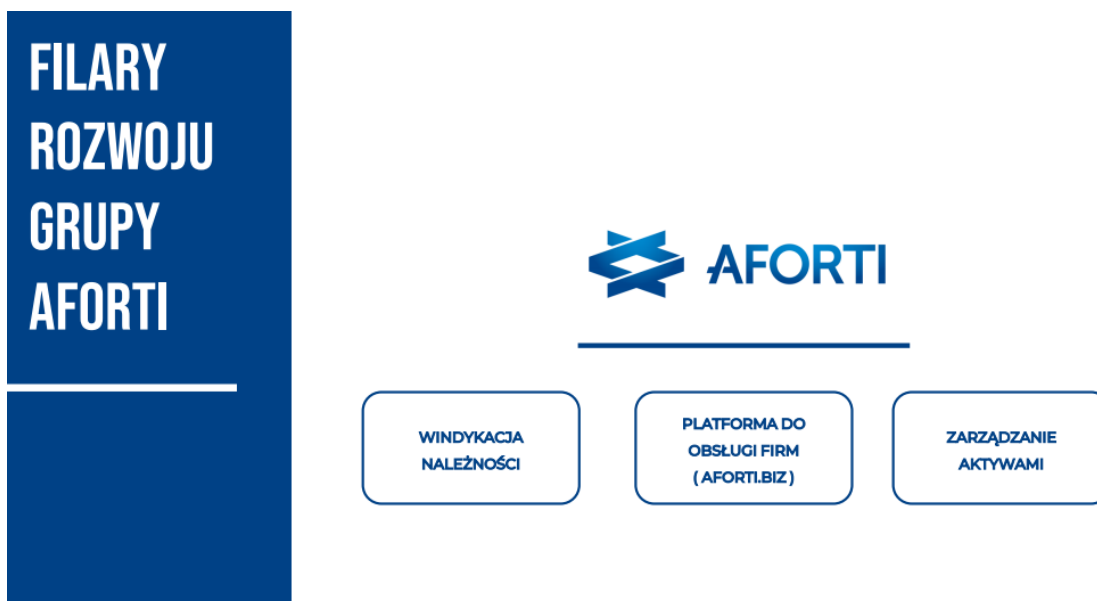 FILARY
ROZWOJU
GRUPY
AFORTI
AFORTI
WINDYKACJA
NALEŻNOŚCI
PLATFORMA DO
OBSŁUGI FIRM
( AFORTI.BIZ )
ZARZĄDZANIE
AKTYWAMI